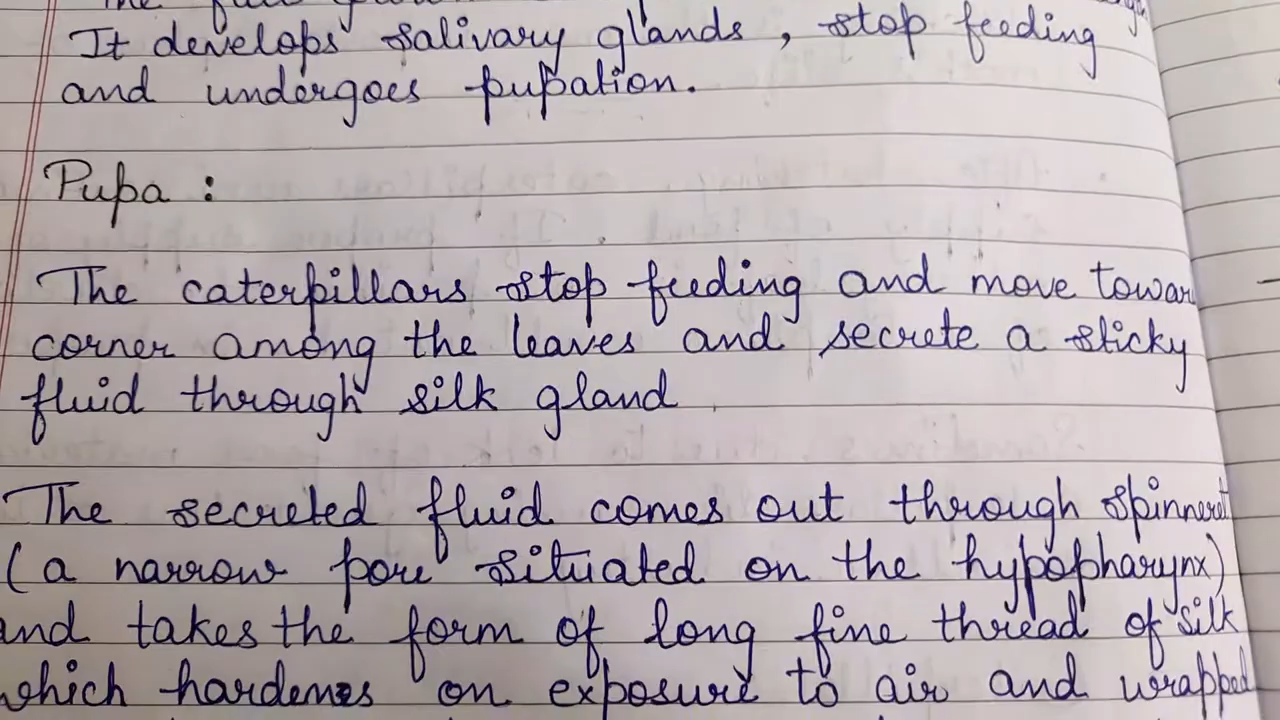 It develops salivary glands, stop feeding
and undergoes pupation.
Pupa :
The caterpillars stop feeding and move towar
corner among the leaves and secrete a sticky
fluid through silk gland
The secreted fluid comes out through spinneret
(a narrow pore situated on the hypopharynx)
and takes the form of long fine thread of silk
which hardenes on exposure to air and wrapped